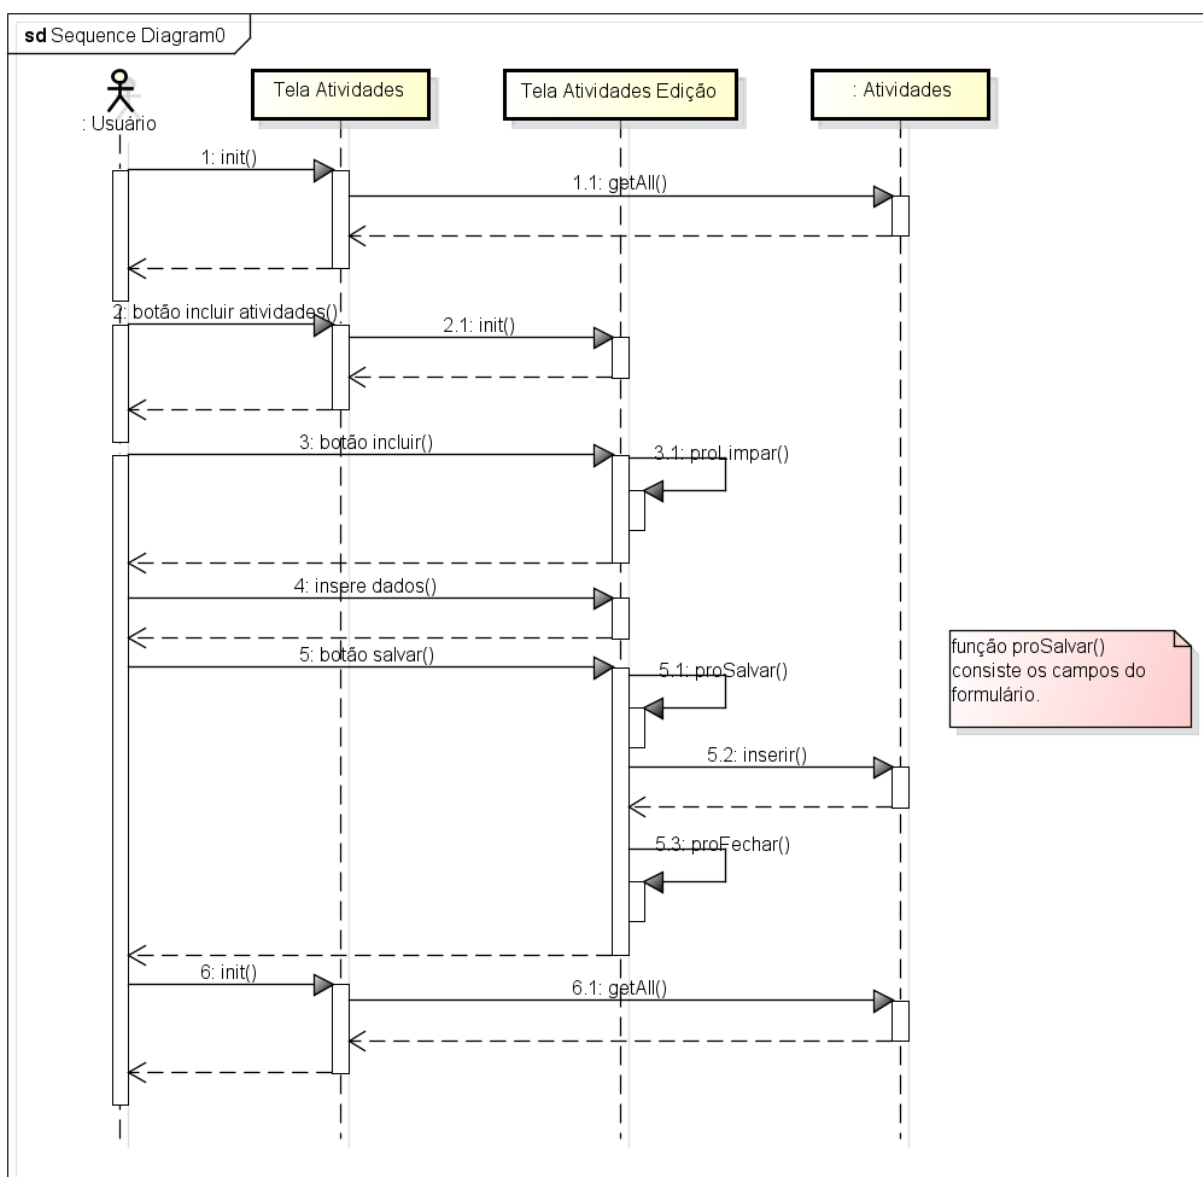 sd Sequence Diagram0
: Usuário
Tela Atividades
Tela Atividades Edição
: Atividades
1: init()
1.1: getAll()
2: botão incluir atividades()
2.1: init()
3: botão incluir()
3.1: proLimpar()
4: insere dados()
5: botão salvar()
5.1: proSalvar()
função proSalvar()
consiste os campos do
formulário.
5.2: inserir()
5.3: proFechar()
6: init()
6.1: getAll()